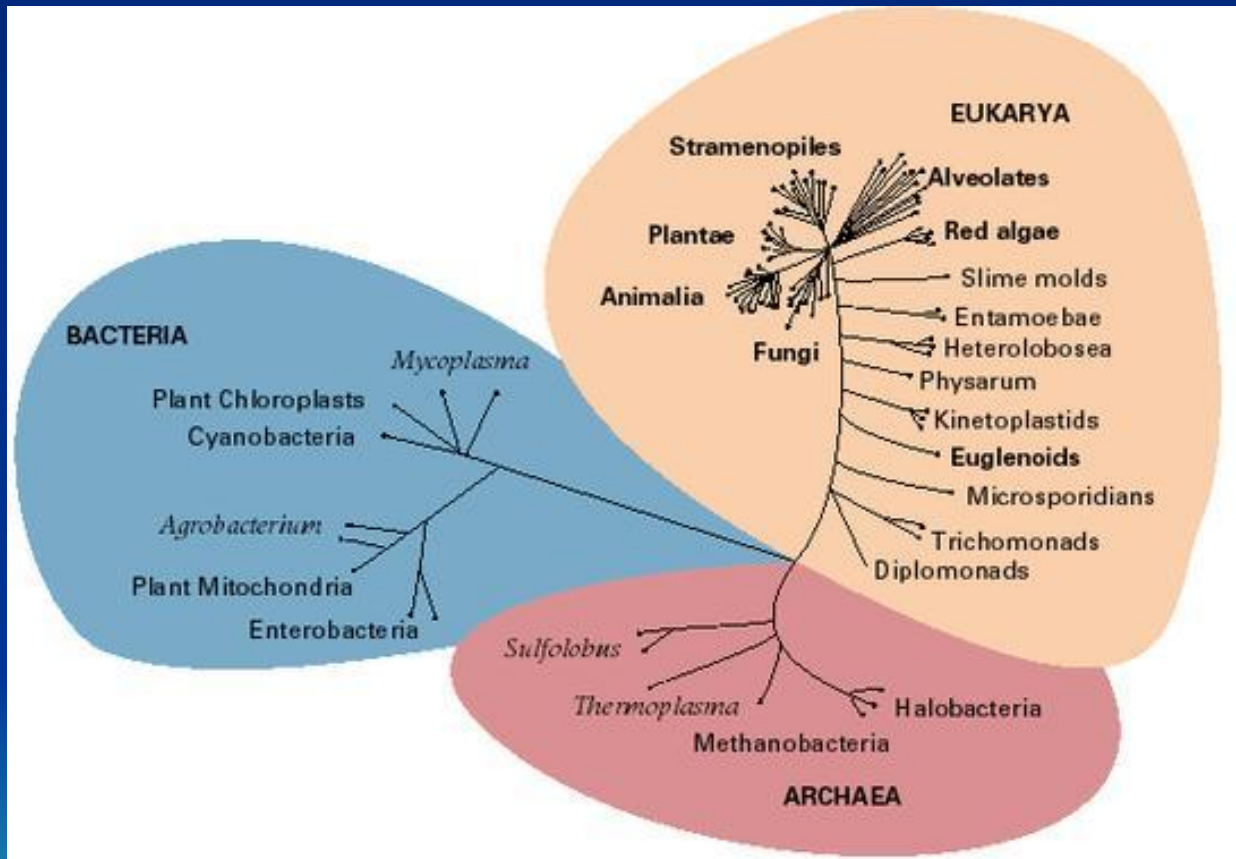 EUKARYA
Stramenopiles
Alveolates
Plantae
Red algae
Animalia
Slime molds
Entamoebae
Fungi
Heterolobosea
Physarum
Kinetoplastids
Euglenoids
Microsporidians
Trichomonads
Diplomonads
BACTERIA
Mycoplasma
Plant Chloroplasts
Cyanobacteria
Agrobacterium
Plant Mitochondria
Enterobacteria
Sulfolobus
Thermoplasma
Halobacteria
Methanobacteria
ARCHAEA